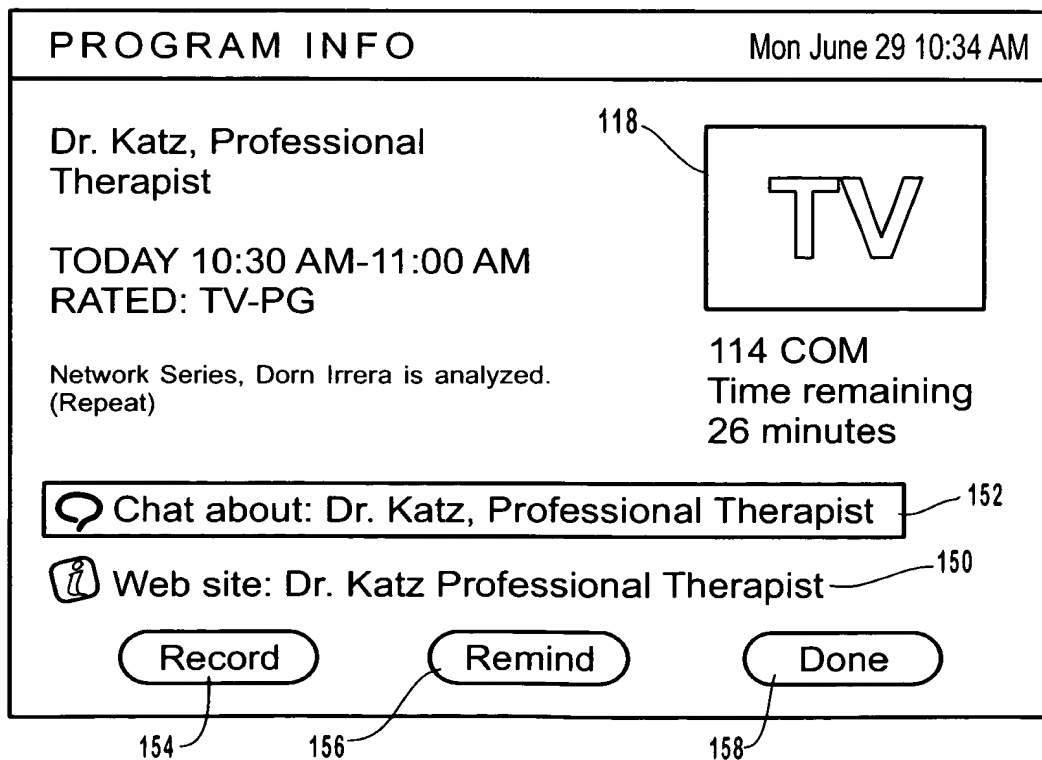 PROGRAM INFO
Mon June 29 10:34 AM
Dr. Katz, Professional
Therapist
118
TV
TODAY 10:30 AM-11:00 AM
RATED: TV-PG
Network Series, Dorn Irrera is analyzed.
(Repeat)
114 COM
Time remaining
26 minutes
Chat about: Dr. Katz, Professional Therapist
152
i
Web site: Dr. Katz Professional Therapist
150
Record
Remind
Done
154
156
158